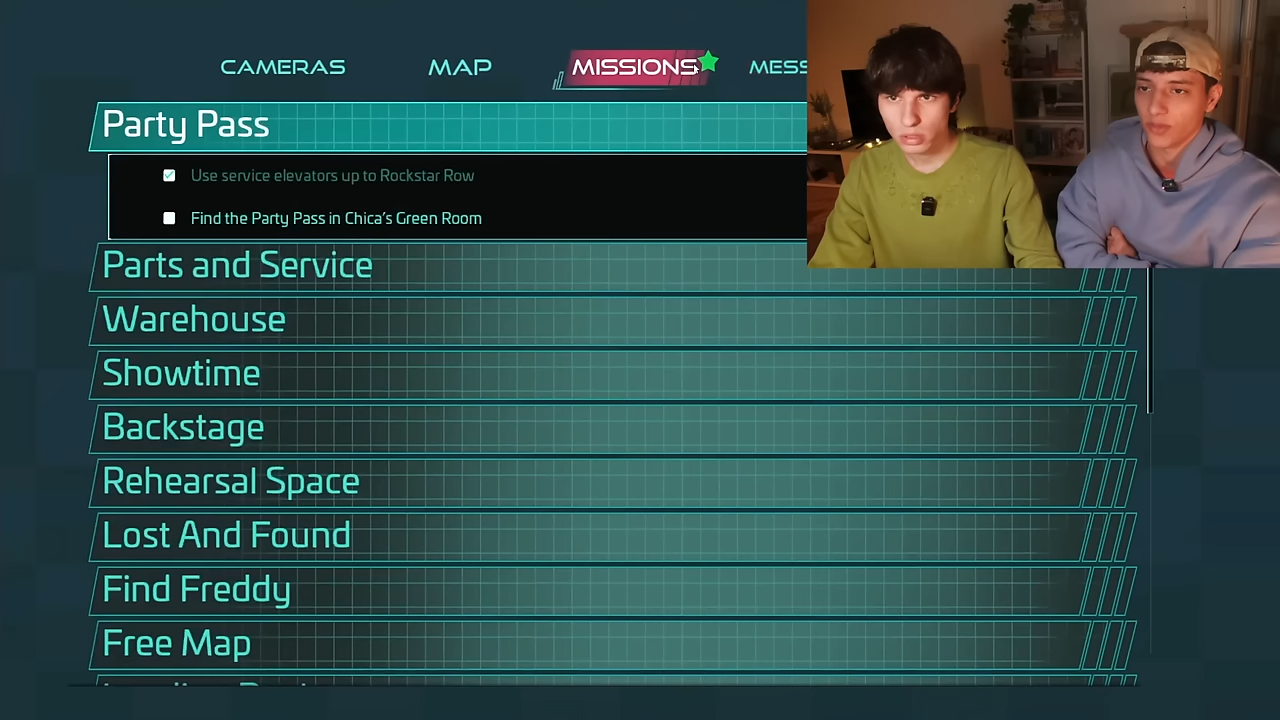 CAMERAS
MAP
MISSIONS
MESS
Party Pass
Use service elevators up to Rockstar Row
Find the Party Pass in Chica's Green Room
Parts and Service
Warehouse
Showtime
Backstage
Rehearsal Space
Lost And Found
Find Freddy
Free Map